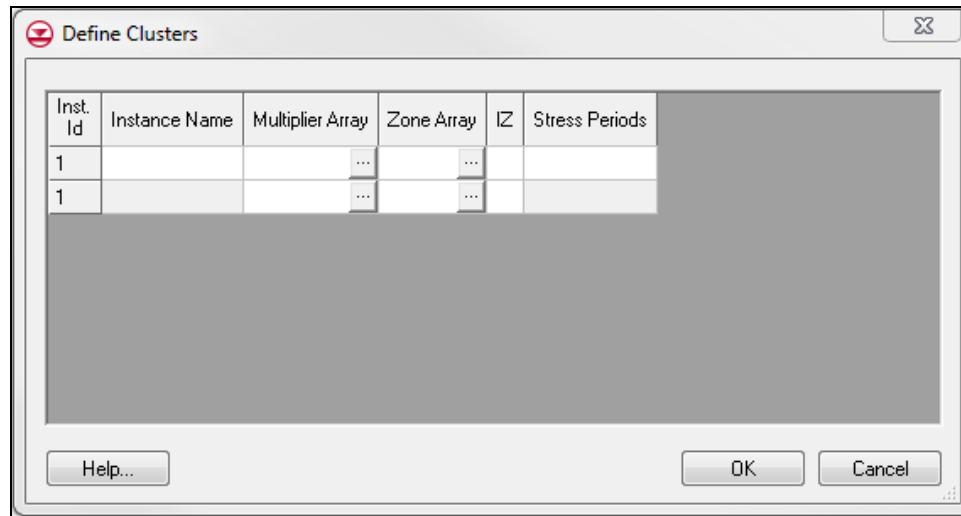 Define Clusters
Inst. Id Instance Name Multiplier Array Zone Array IZ Stress Periods
1 ... ...
1 ... ...
Help... OK Cancel